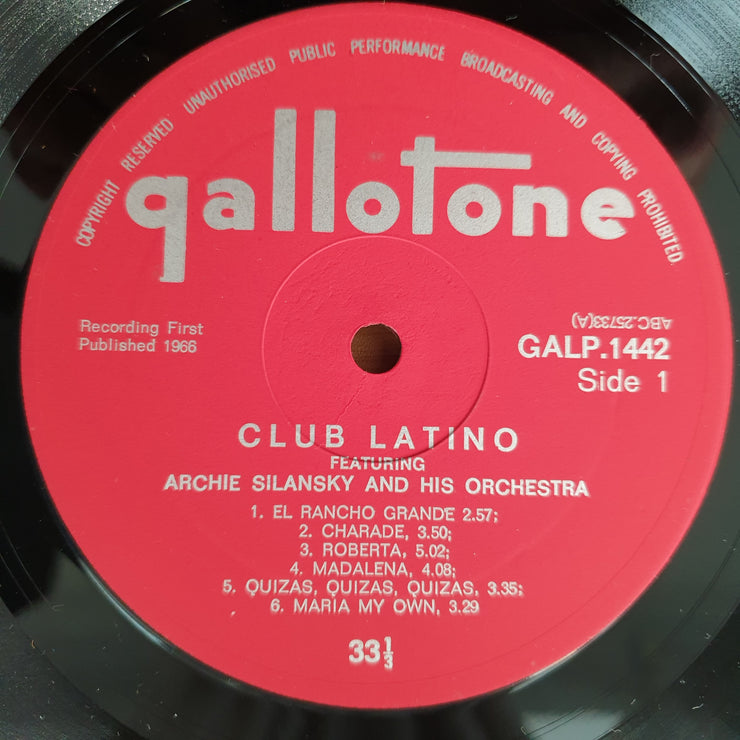 COPYRIGHT RESERVED UNAUTHORISED PUBLIC PERFORMANCE BROADCASTING AND COPYING PROHIBITED.
gallotone
Recording First
Published 1966
ABC.25733(A)
GALP.1442
Side 1
CLUB LATINO
FEATURING
ARCHIE SILANSKY AND HIS ORCHESTRA
1. EL RANCHO GRANDE 2.57;
2. CHARADE, 3.50;
3. ROBERTA, 5.02;
4. MADALENA, 4.08;
5. QUIZAS, QUIZAS, QUIZAS, 3.35;
6. MARIA MY OWN, 3.29
33⅓